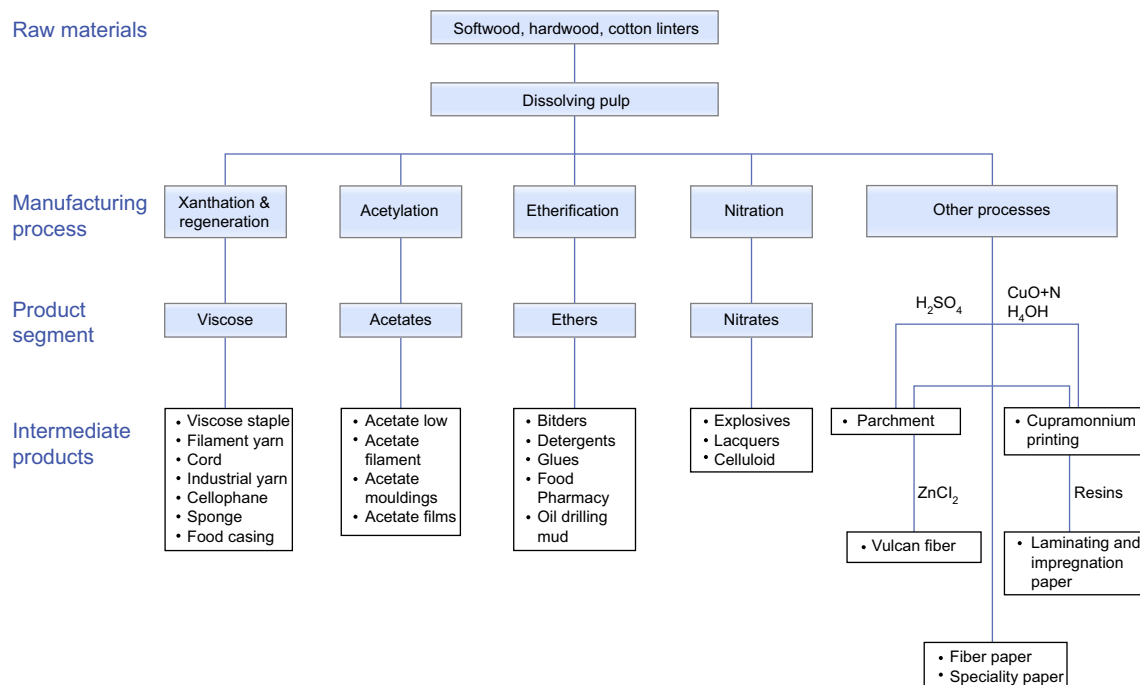 Raw materials
Softwood, hardwood, cotton linters
Dissolving pulp
Manufacturing
process
Xanthation &
regeneration
Acetylation
Etherification
Nitration
Other processes
Product
segment
Viscose
Acetates
Ethers
Nitrates
H₂SO₄
CuO+N
H₄OH
Intermediate
products
• Viscose staple
• Filament yarn
• Cord
• Industrial yarn
• Cellophane
• Sponge
• Food casing
• Acetate low
• Acetate
filament
• Acetate
mouldings
• Acetate films
• Bitders
• Detergents
• Glues
• Food
Pharmacy
• Oil drilling
mud
• Explosives
• Lacquers
• Celluloid
• Parchment
• Cupramonnium
printing
ZnCl₂
Resins
• Vulcan fiber
• Laminating and
impregnation
paper
• Fiber paper
• Speciality paper